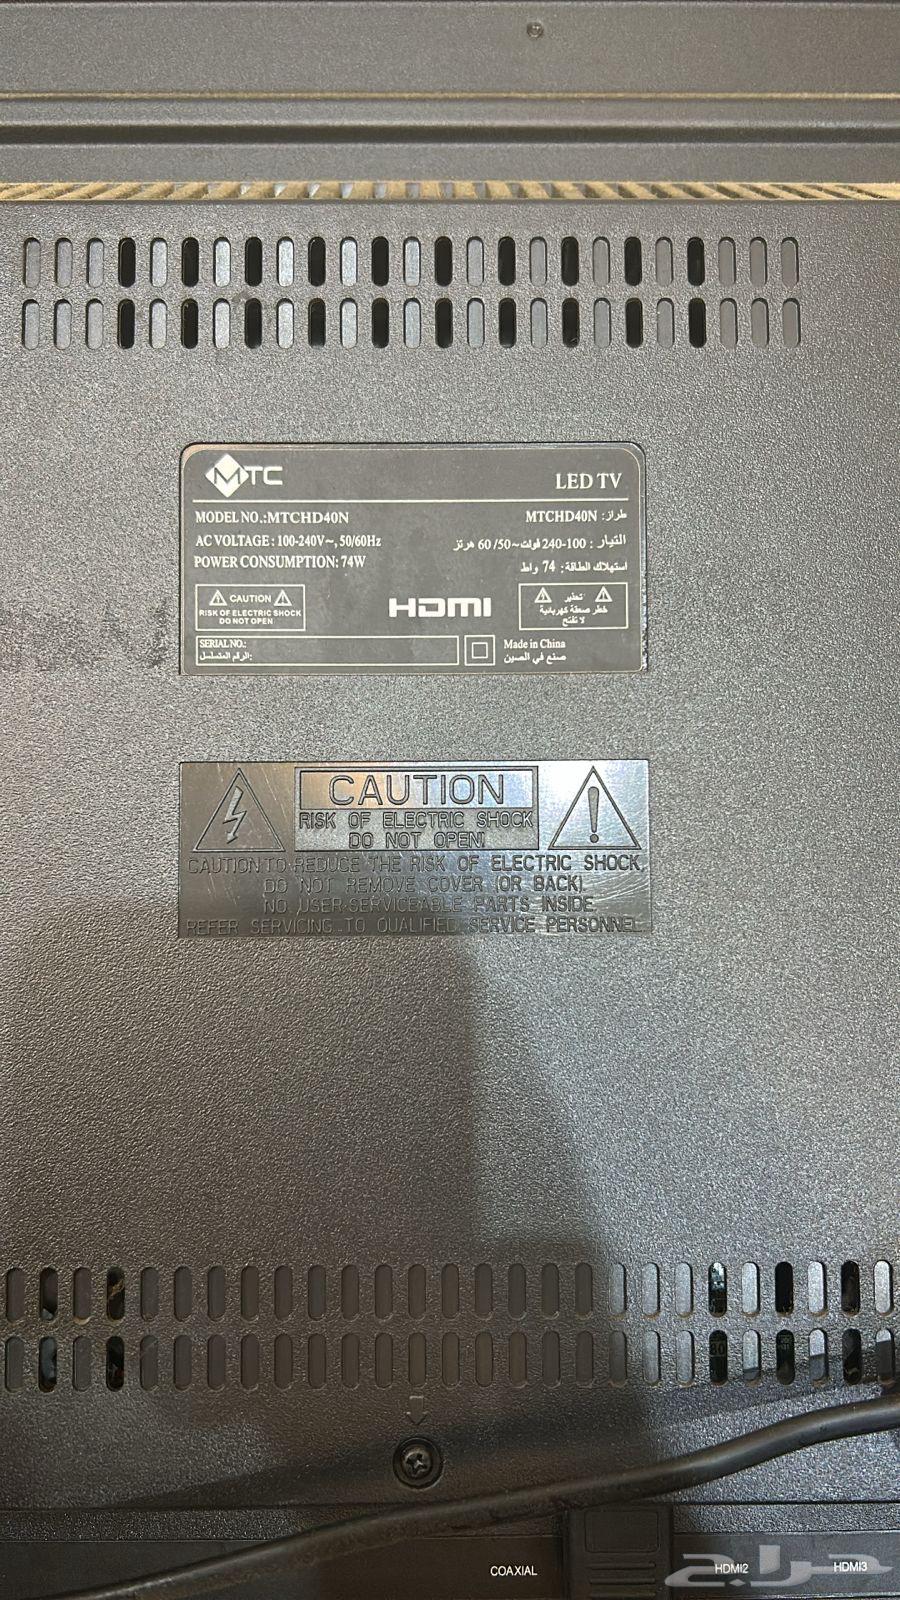 MTC
LED TV
MODEL NO.:MTCHD40N
طراز: MTCHD40N
AC VOLTAGE : 100-240V~, 50/60Hz
التيار : 100-240 فولت~50/ 60 هرتز
POWER CONSUMPTION: 74W
استهلاك الطاقة: 74 واط
CAUTION
RISK OF ELECTRIC SHOCK
DO NOT OPEN
HDMI
تحذير
خطر صعقة كهربائية
لا تفتح
SERIAL NO.:
الرقم المتسلسل:
Made in China
صنع في الصين
CAUTION
RISK OF ELECTRIC SHOCK
DO NOT OPEN!
CAUTION:TO REDUCE THE RISK OF ELECTRIC SHOCK,
DO NOT REMOVE COVER (OR BACK).
NO USER-SERVICEABLE PARTS INSIDE.
REFER SERVICING TO QUALIFIED SERVICE PERSONNEL.
COAXIAL
HDMI2
HDMI3
حراج